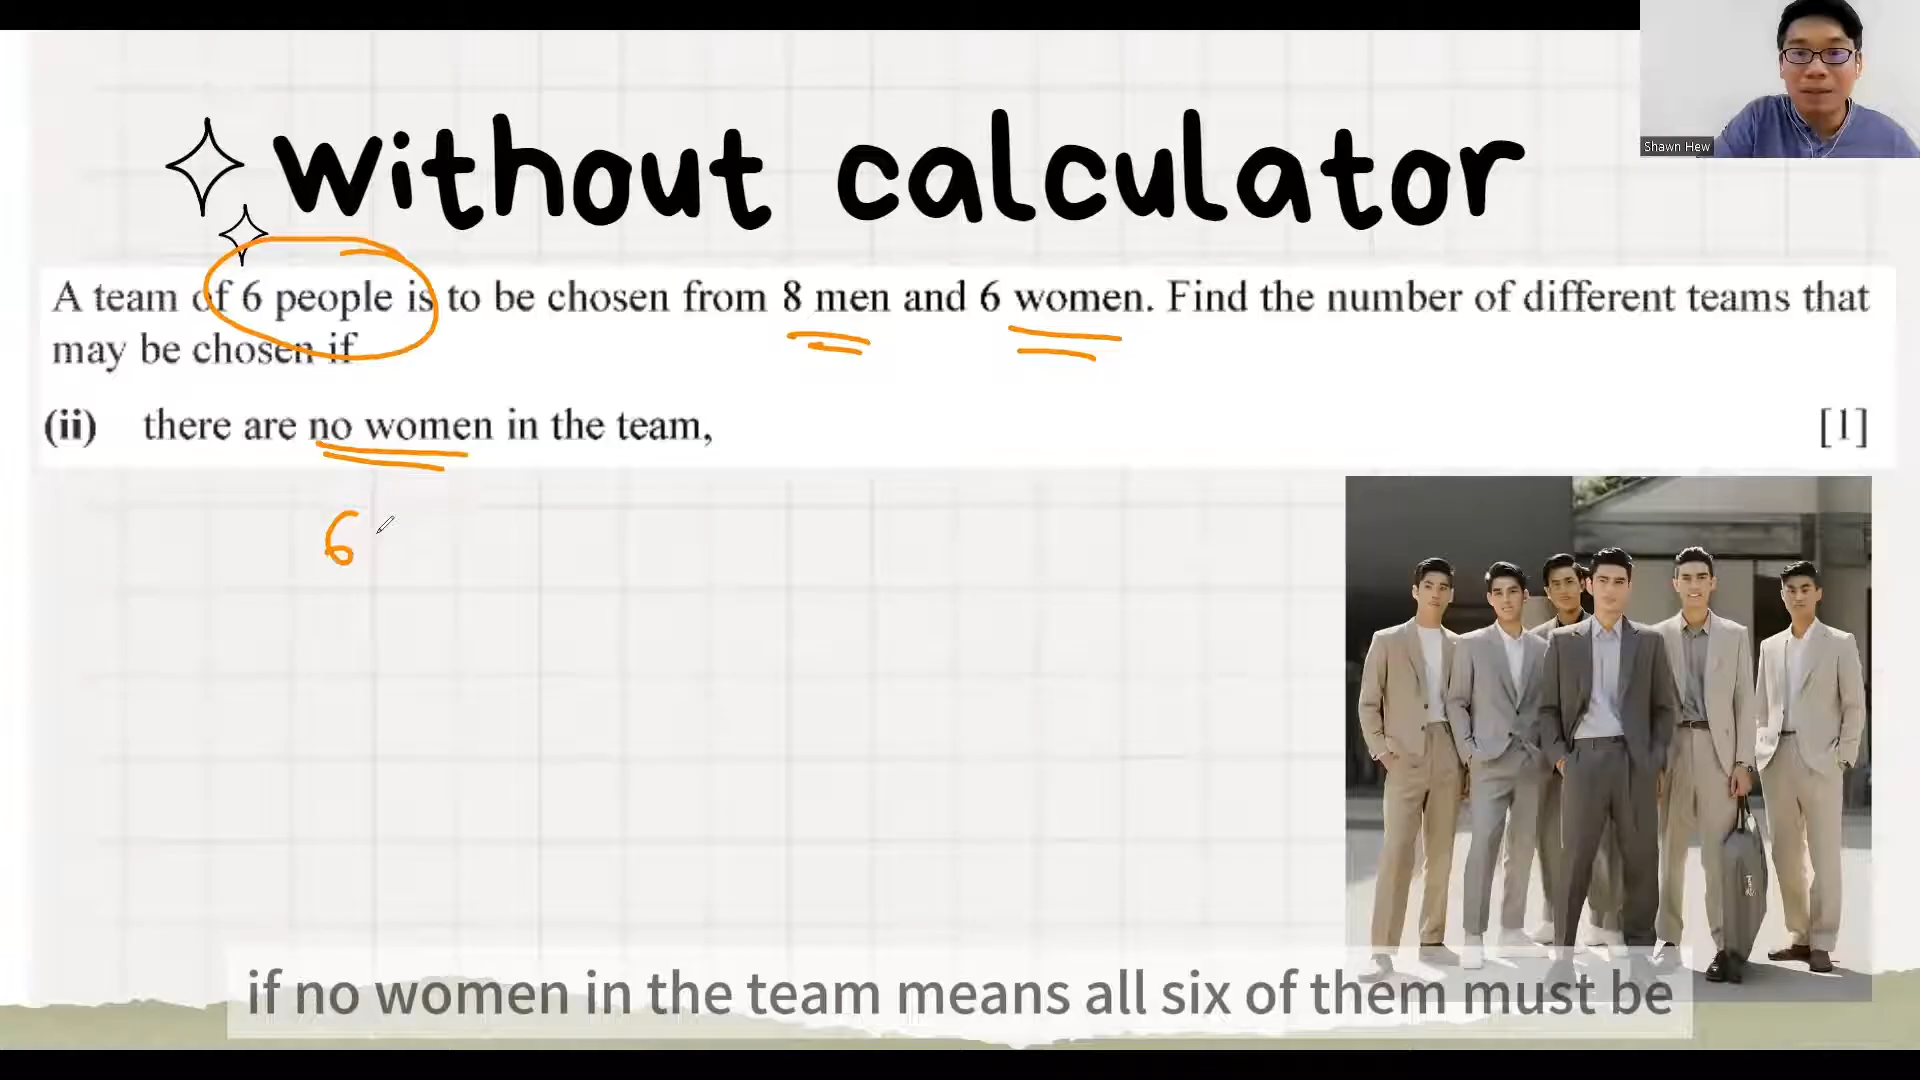 Shawn Hew
without calculator
A team of 6 people is to be chosen from 8 men and 6 women. Find the number of different teams that
may be chosen if
(ii) there are no women in the team, [1]
6
if no women in the team means all six of them must be